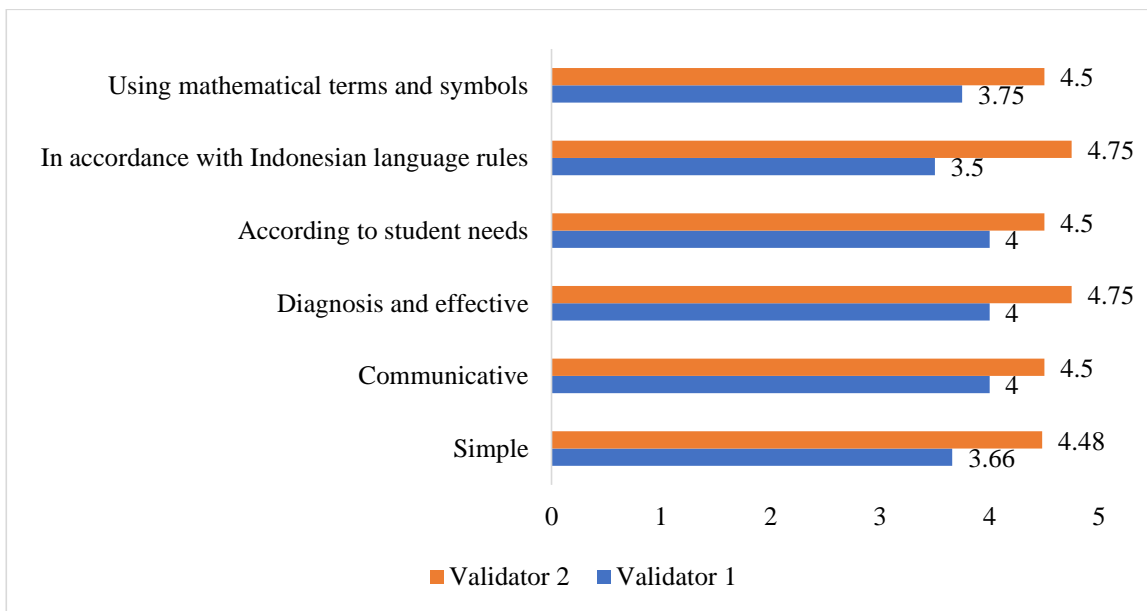 Using mathematical terms and symbols
4.5
3.75
In accordance with Indonesian language rules
4.75
3.5
According to student needs
4.5
4
Diagnosis and effective
4.75
4
Communicative
4.5
4
Simple
4.48
3.66
0 1 2 3 4 5
Validator 2 Validator 1